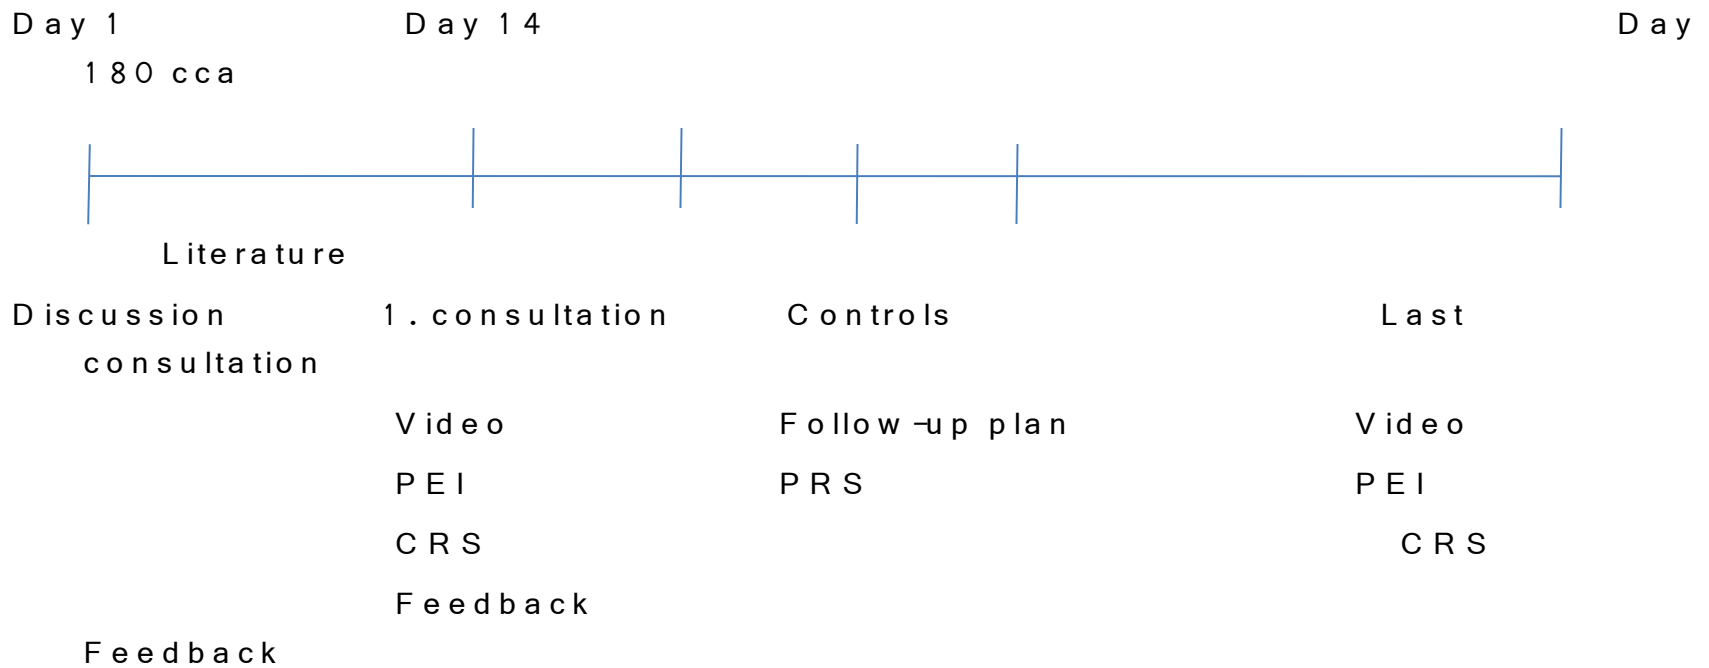 Day 1 Day 14 Day
180 cca
Literature
Discussion 1. consultation Controls Last
consultation
Video Follow-up plan Video
PEI PRS PEI
CRS CRS
Feedback
Feedback